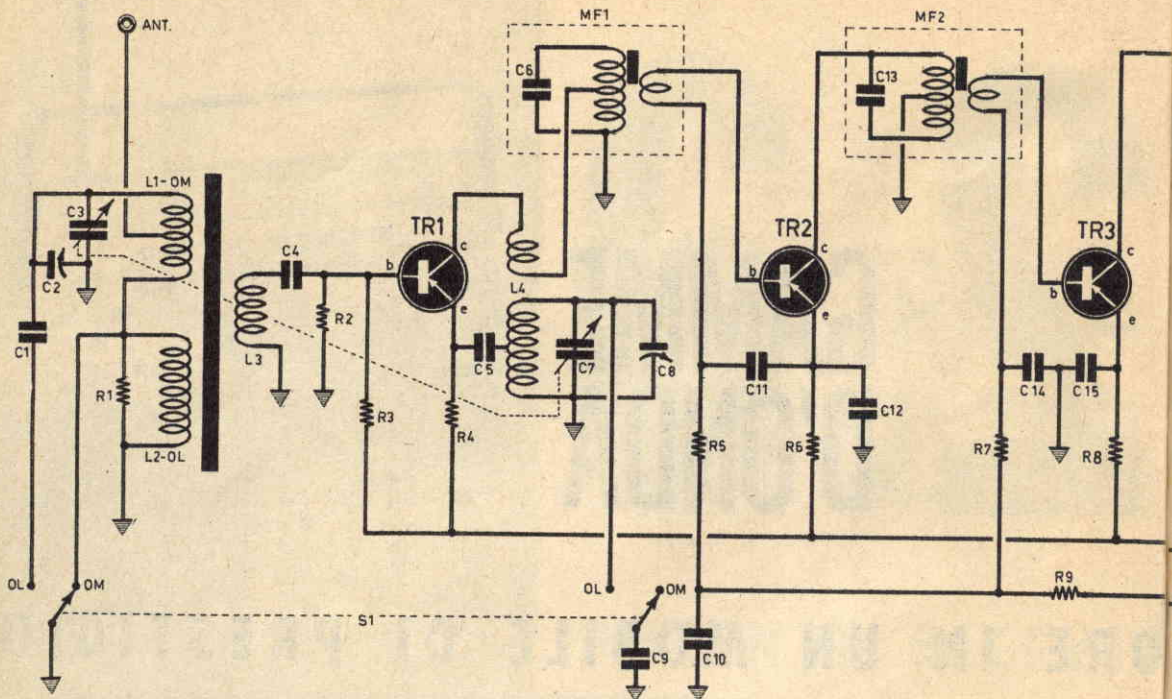 ANT.
MF1
MF2
C6
C13
L1-OM
C3
C2
C4
TR1
c
b
e
TR2
c
b
e
TR3
c
b
e
L4
C1
R2
L3
C5
C7
C8
R1
C11
C14
C15
C12
R3
R4
R5
R6
R7
R8
L2-OL
OL
OM
OL
OM
R9
S1
C9
C10